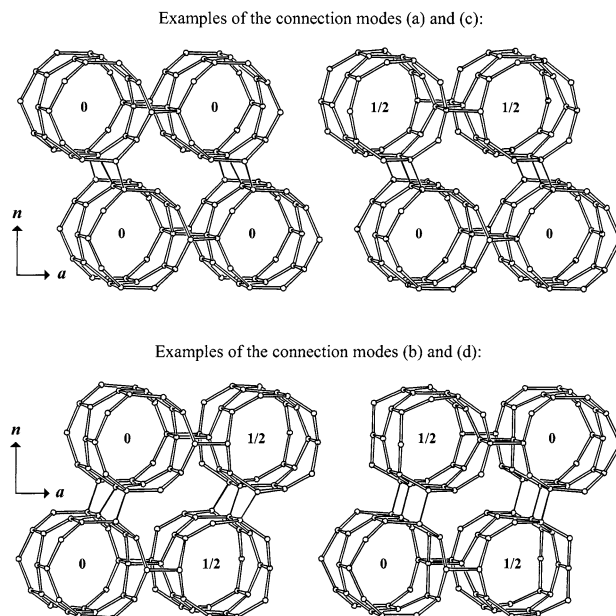 Examples of the connection modes (a) and (c):
0 0 1/2 1/2
n
0 0 0 0
a
Examples of the connection modes (b) and (d):
n
0 1/2 1/2 0
a
0 1/2 0 1/2